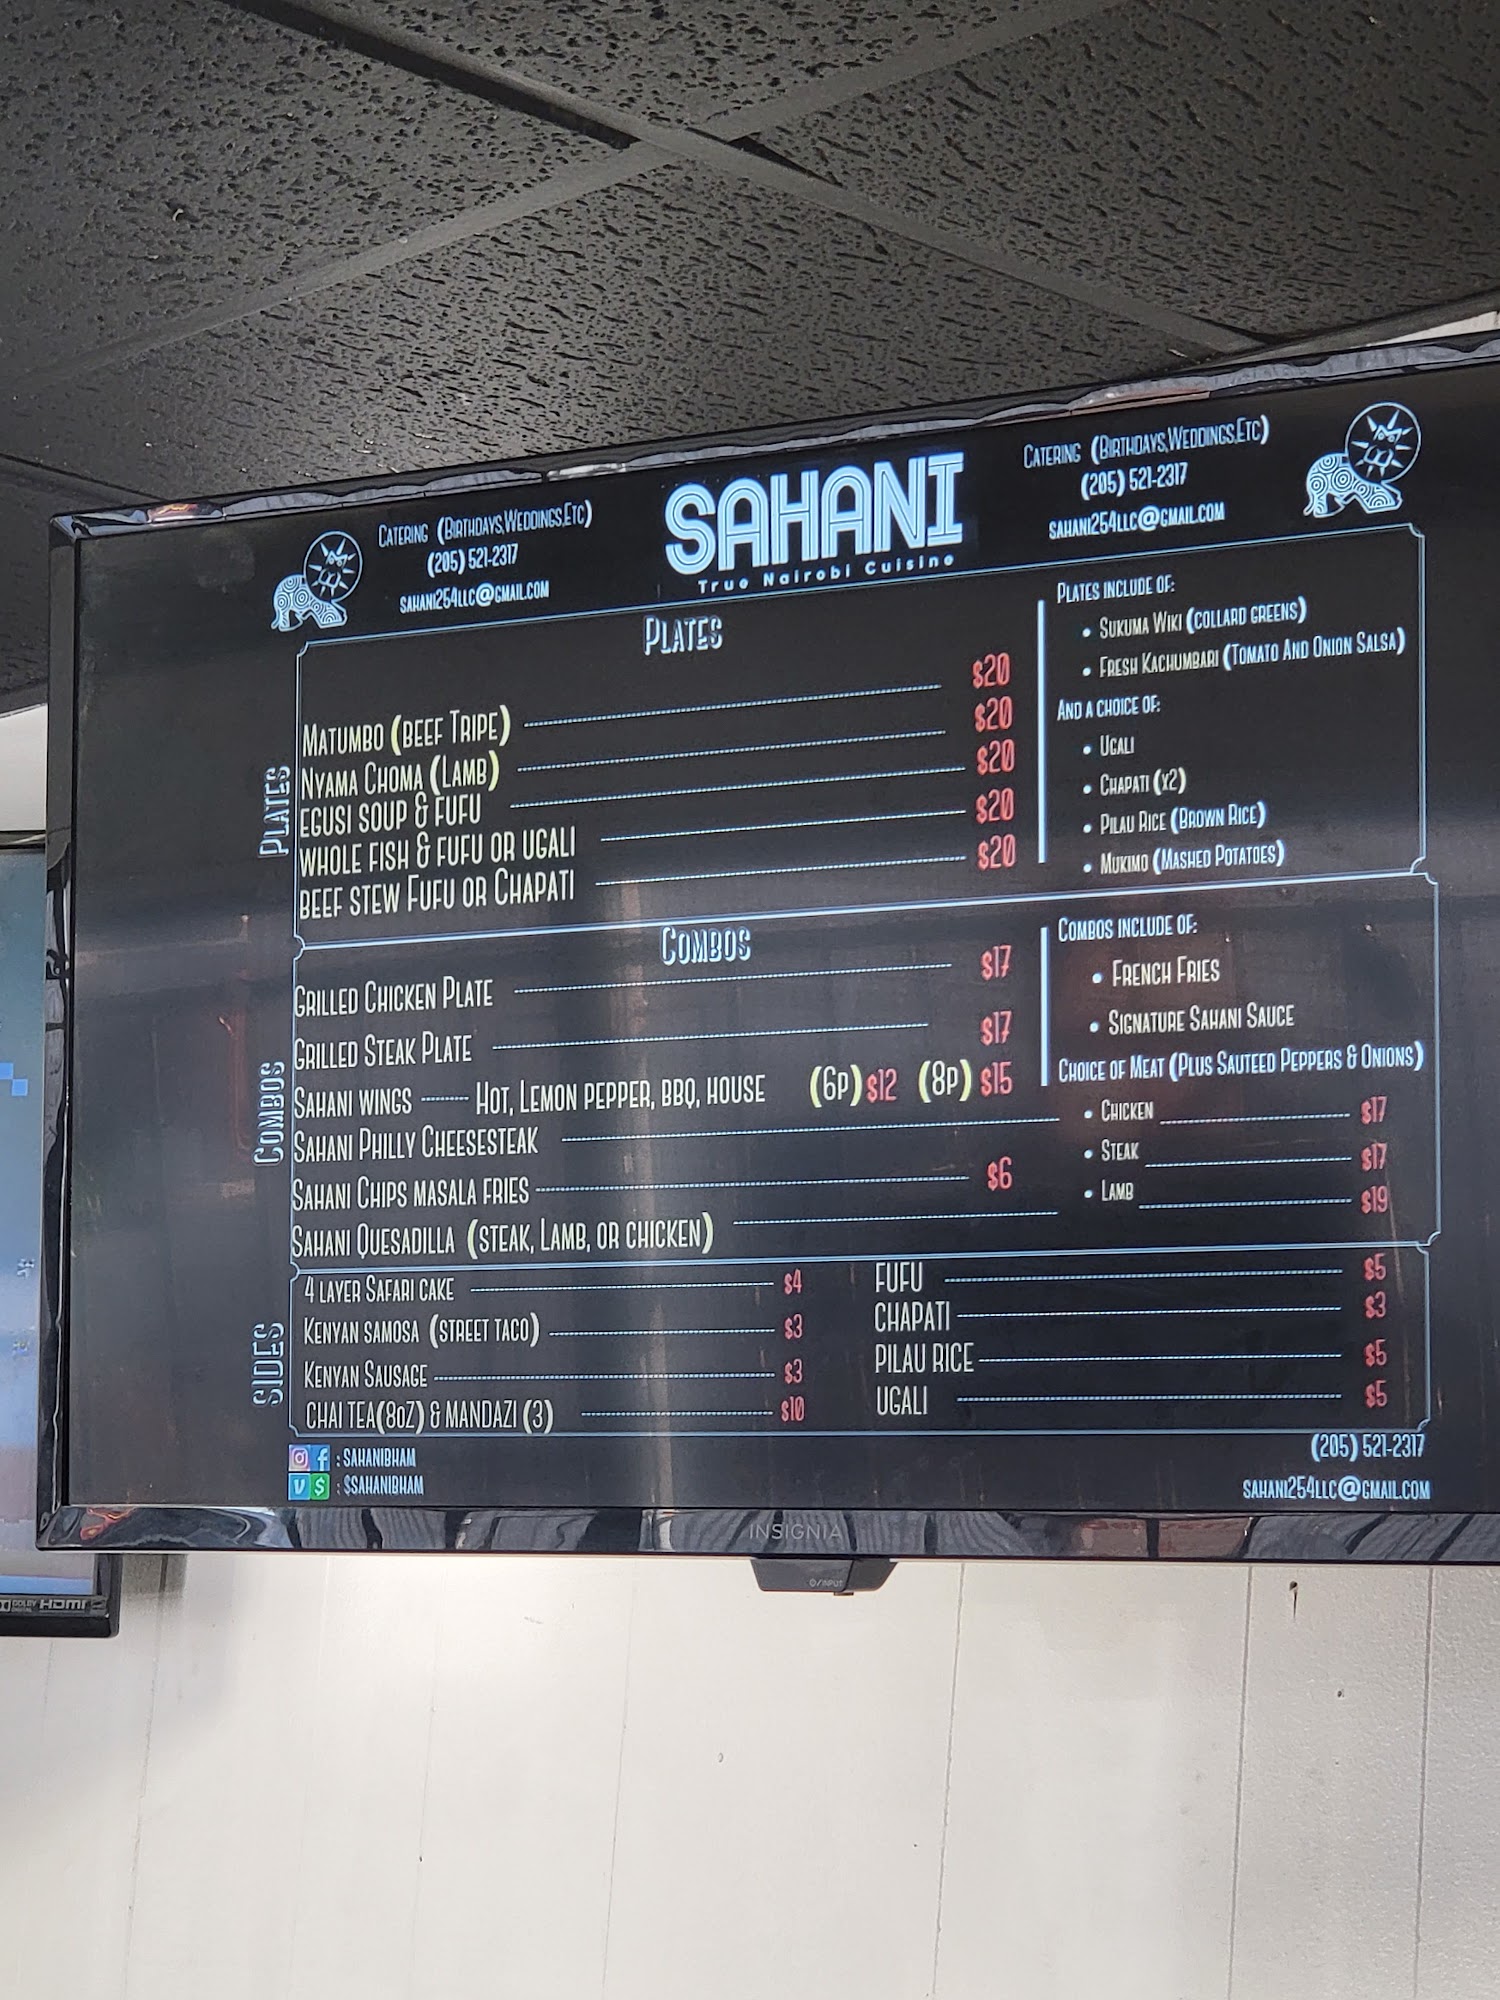 Catering (Birthdays,Weddings,Etc)
(205) 521-2317
sahani254llc@gmail.com
SAHANI
True Nairobi Cuisine
Catering (Birthdays,Weddings,Etc)
(205) 521-2317
sahani254llc@gmail.com
PLATES
Plates
Matumbo (beef Tripe) $20
Nyama Choma (Lamb) $20
Egusi soup & fufu $20
whole fish & fufu or ugali $20
beef stew Fufu or Chapati $20
Plates include of:
• Sukuma Wiki (collard greens)
• Fresh Kachumbari (Tomato And Onion Salsa)
And a choice of:
• Ugali
• Chapati (x2)
• Pilau Rice (Brown Rice)
• Mukimo (Mashed Potatoes)
Combos
Combos
Grilled Chicken Plate $17
Grilled Steak Plate $17
Sahani wings -------- Hot, Lemon pepper, bbq, house (6p) $12 (8p) $15
Sahani Philly Cheesesteak
Sahani Chips masala fries $6
Sahani Quesadilla (steak, Lamb, or chicken)
Combos include of:
• French Fries
• Signature Sahani Sauce
Choice of Meat (Plus Sauteed Peppers & Onions)
• Chicken $17
• Steak $17
• Lamb $19
SIDES
4 layer Safari cake $4
Kenyan samosa (street taco) $3
Kenyan Sausage $3
CHAI TEA(8oz) & MANDAZI (3) $10
FUFU $5
CHAPATI $3
PILAU RICE $5
UGALI $5
: SAHANIBHAM
: $SAHANIBHAM
(205) 521-2317
sahani254llc@gmail.com
INSIGNIA
⏻/INPUT
DOLBY DIGITAL HDMI